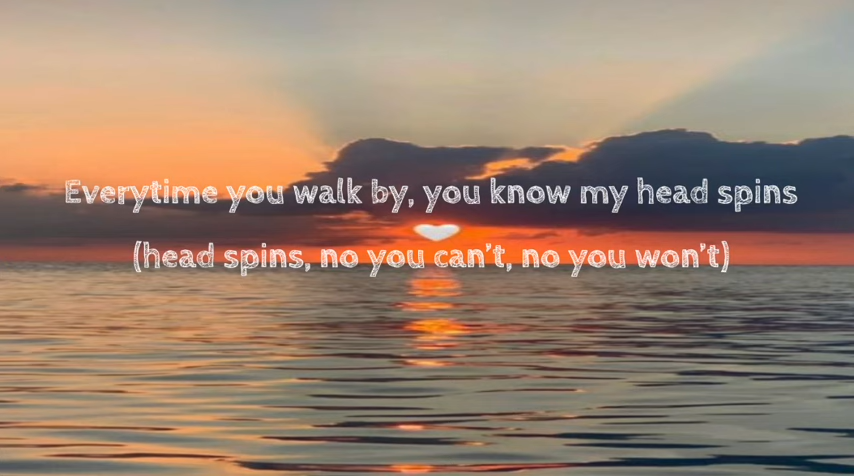 Everytime you walk by, you know my head spins
(head spins, no you can't, no you won't)